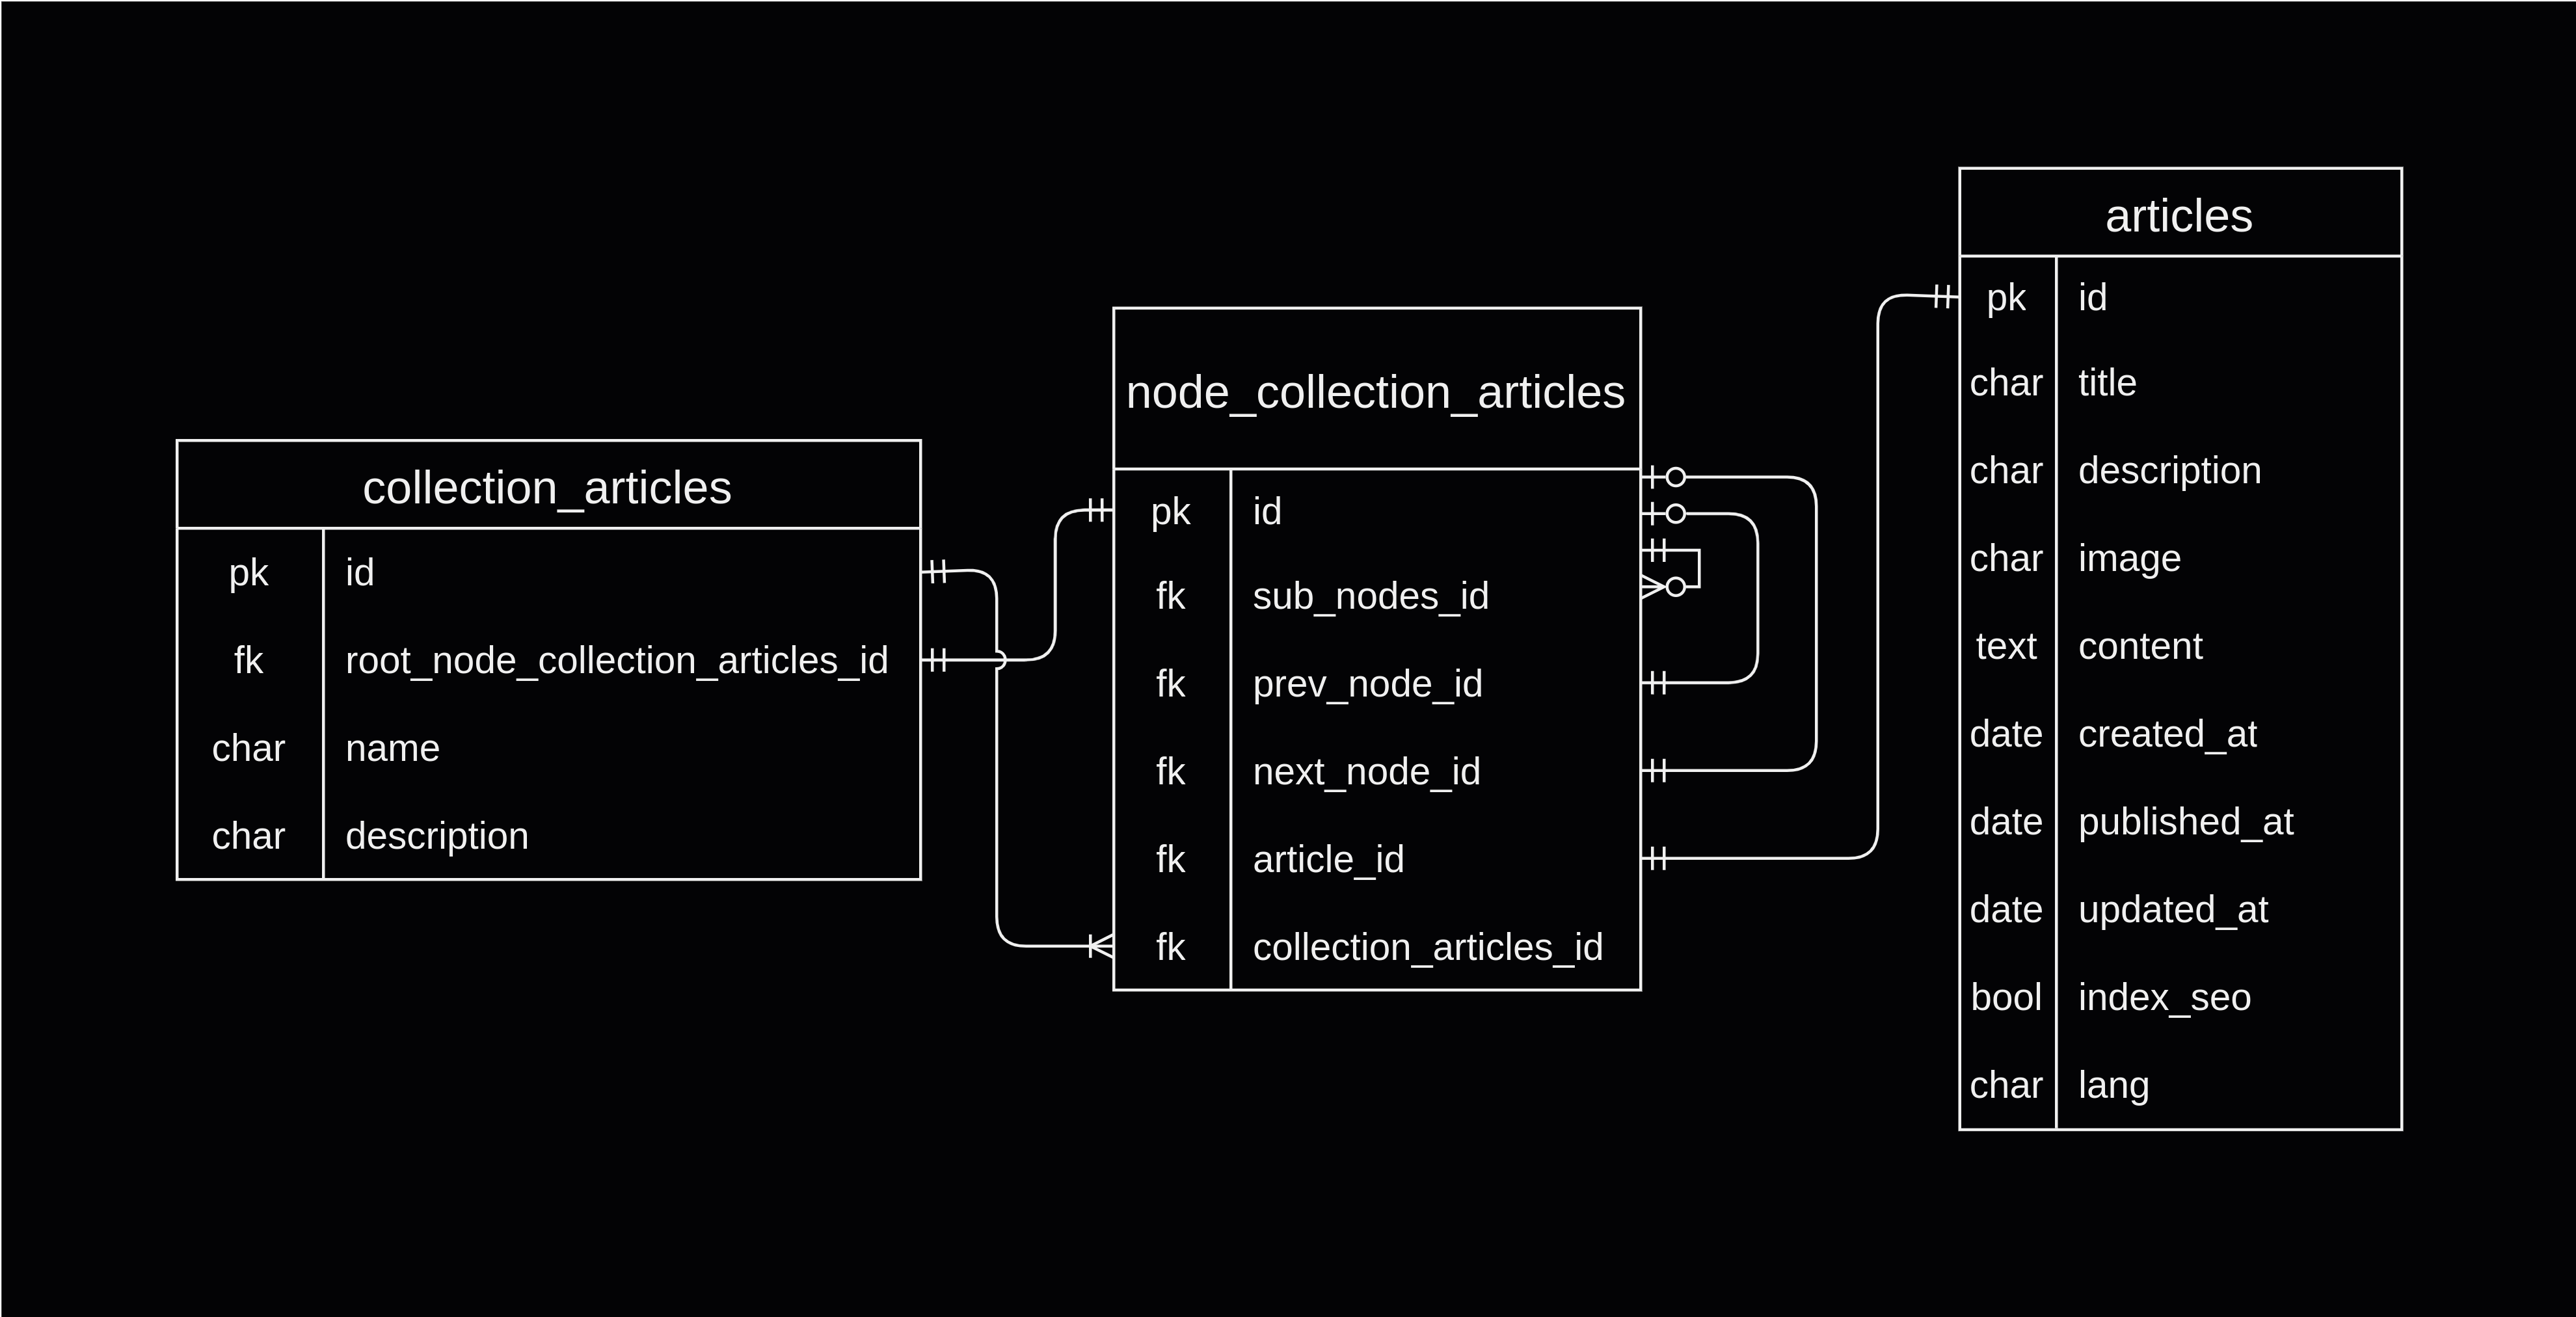 collection_articles
pk id
fk root_node_collection_articles_id
char name
char description
node_collection_articles
pk id
fk sub_nodes_id
fk prev_node_id
fk next_node_id
fk article_id
fk collection_articles_id
articles
pk id
char title
char description
char image
text content
date created_at
date published_at
date updated_at
bool index_seo
char lang